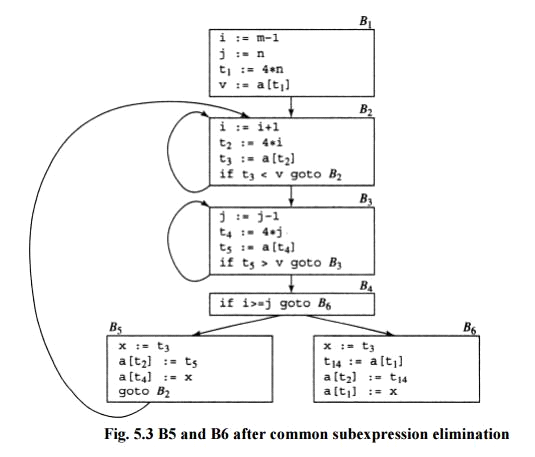 B₁
i := m-1
j := n
t₁ := 4*n
v := a[t₁]
B₂
i := i+1
t₂ := 4*i
t₃ := a[t₂]
if t₃ < v goto B₂
B₃
j := j-1
t₄ := 4*j
t₅ := a[t₄]
if t₅ > v goto B₃
B₄
if i>=j goto B₆
B₅
x := t₃
a[t₂] := t₅
a[t₄] := x
goto B₂
B₆
x := t₃
t₁₄ := a[t₁]
a[t₂] := t₁₄
a[t₁] := x
Fig. 5.3 B5 and B6 after common subexpression elimination